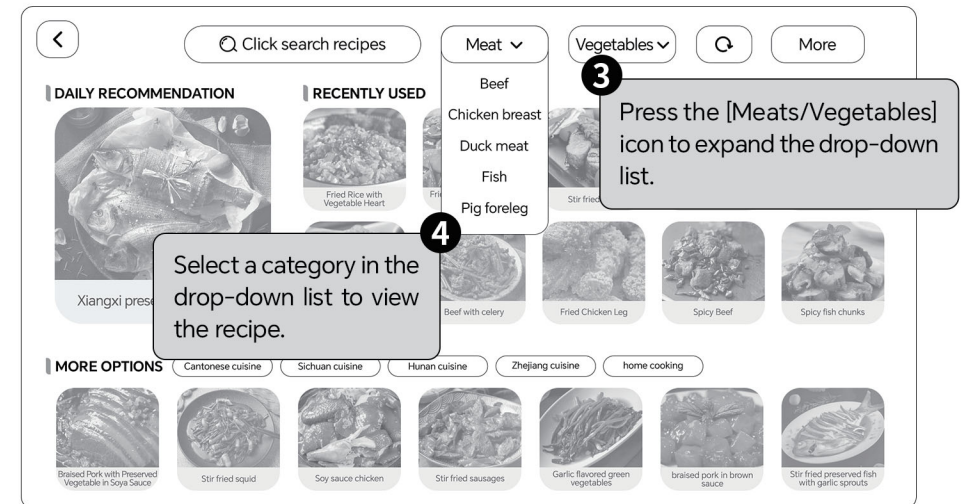 Click search recipes
Meat
Vegetables
More
Beef
Chicken breast
Duck meat
Fish
Pig foreleg
3
Press the [Meats/Vegetables]
icon to expand the drop-down
list.
DAILY RECOMMENDATION
RECENTLY USED
Fried Rice with
Vegetable Heart
Stir fried
4
Select a category in the
drop-down list to view
the recipe.
Xiangxi
Beef with celery
Fried Chicken Leg
Spicy Beef
Spicy fish chunks
MORE OPTIONS
Cantonese cuisine
Sichuan cuisine
Hunan cuisine
Zhejiang cuisine
home cooking
Braised Pork with Preserved
Vegetable in Soya Sauce
Stir fried squid
Soy sauce chicken
Stir fried sausages
Garlic flavored green
vegetables
braised pork in brown
sauce
Stir fried preserved fish
with garlic sprouts